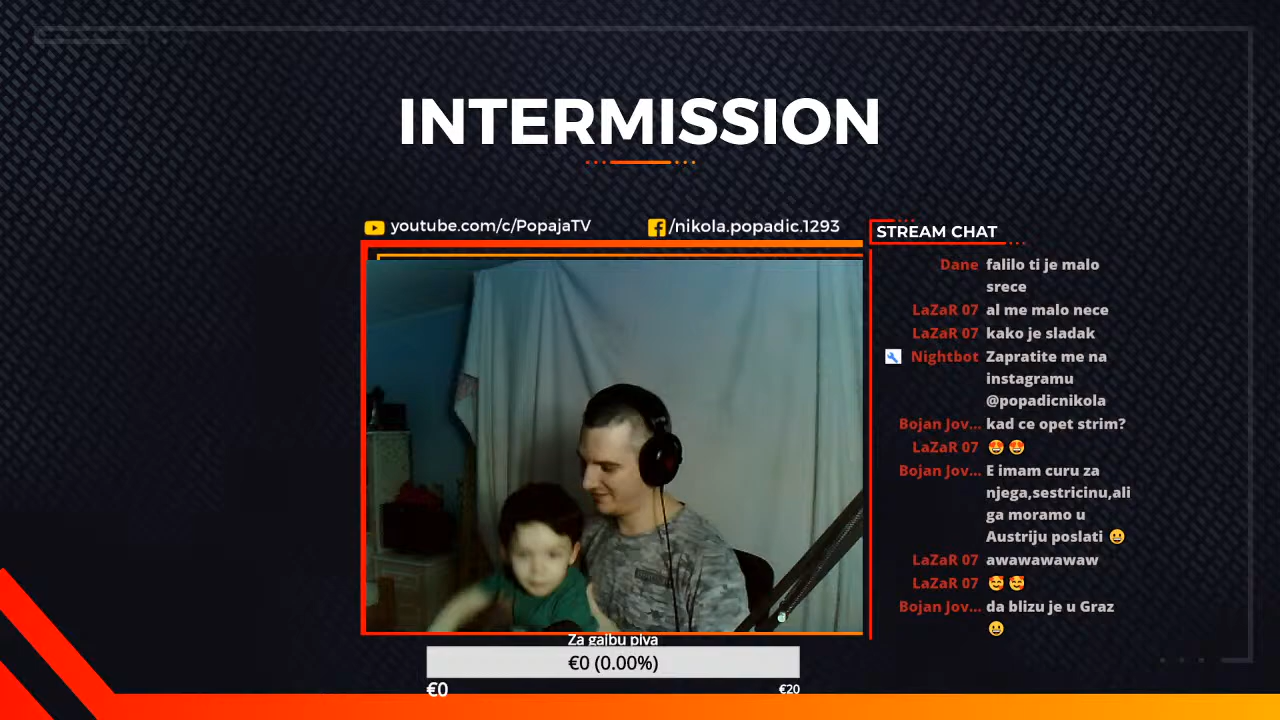 INTERMISSION
youtube.com/c/PopajaTV
/nikola.popadic.1293
STREAM CHAT
Dane falilo ti je malo
srece
LaZaR 07 al me malo nece
LaZaR 07 kako je sladak
Nightbot Zapratite me na
instagramu
@popadicnikola
Bojan Jov... kad ce opet strim?
LaZaR 07 🤩 🤩
Bojan Jov... E imam curu za
njega,sestricinu,ali
ga moramo u
Austriju poslati 😀
LaZaR 07 awawawawaw
LaZaR 07 🥰 🥰
Bojan Jov... da blizu je u Graz
😀
Za gajbu piva
€0 (0.00%)
€0
€20